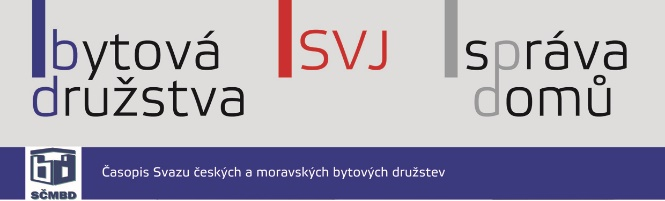 bytová
družstva
SVJ
správa
domů
SČMBD
Časopis Svazu českých a moravských bytových družstev